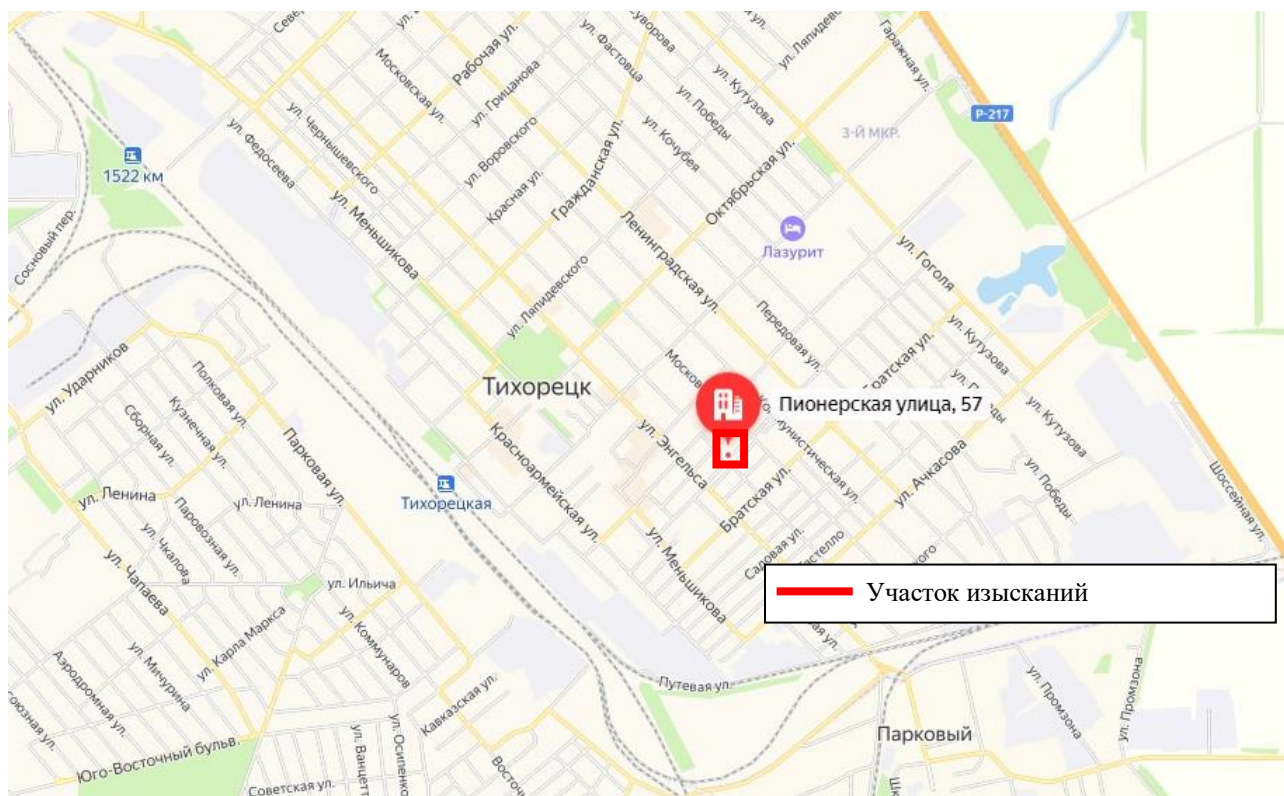 Гаражная ул.
Рабочая ул.
ул. Фастовца
Московская ул.
ул. Грицанова
ул. Кутузова
Р-217
ул. Победы
ул. Чернышевского
3-Й МКР.
ул. Кочубея
ул. Воровского
ул. Федосеева
1522 км
Гражданская ул.
Октябрьская ул.
Красная ул.
ул. Меньшикова
Сосновый пер.
Ленинградская ул.
Лазурит
ул. Гоголя
ул. Ляпидевского
Передовая ул.
ул. Кутузова
ул. Ударников
Полковая ул.
Тихорецк
Братская ул.
Пионерская улица, 57
Сборная ул.
Кузнечная ул.
Парковая ул.
Красноармейская ул.
ул. Энгельса
Коммунистическая ул.
ул. Кутузова
ул. Ачкасова
ул. Победы
Шоссейная ул.
Тихорецкая
ул. Ленина
ул. Ленина
Паровозная ул.
Братская ул.
ул. Чкалова
Садовая ул.
ул. Меньшикова
ул. Чапаева
ул. Ильича
Участок изысканий
ул. Карла Маркса
ул. Коммунаров
ул. Мичурина
Аэродромная ул.
Путевая ул.
Кавказская ул.
ул. Промзона
ул. Промзона
Парковый
Юго-Восточный бульв.
ул. Осипенко
Советская ул.